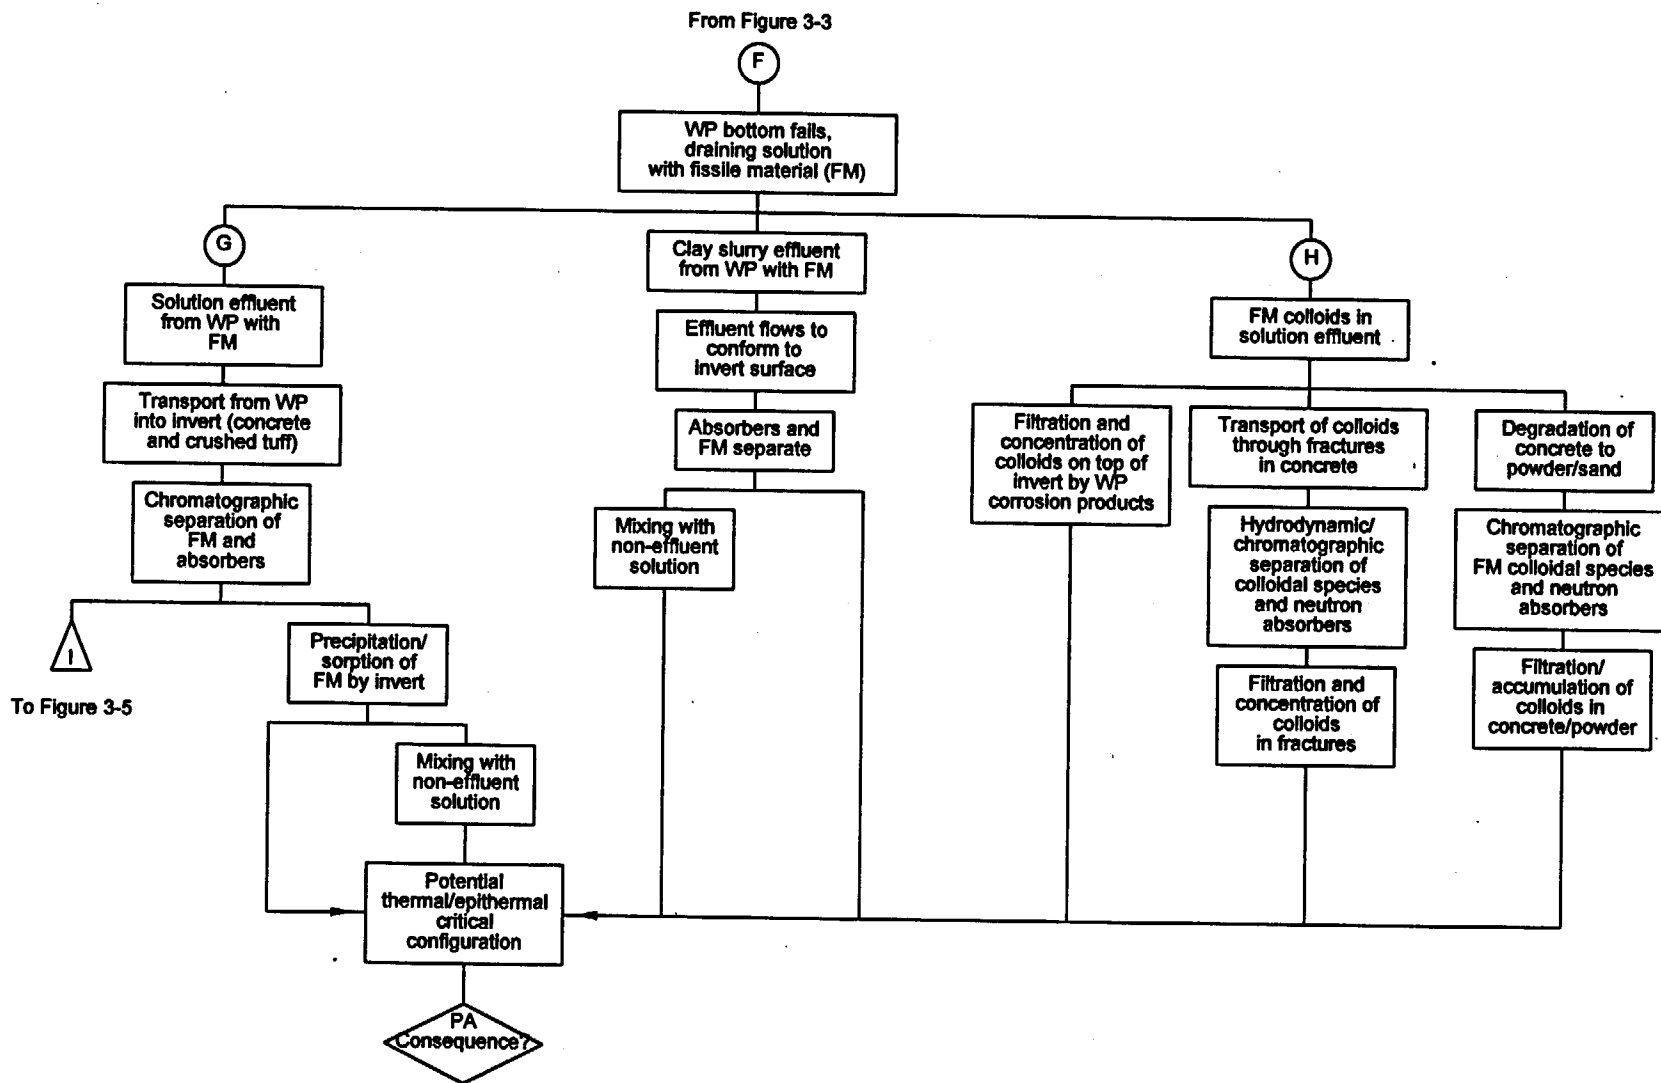 From Figure 3-3
F
WP bottom fails,
draining solution
with fissile material (FM)
G
Solution effluent
from WP with
FM
Transport from WP
into invert (concrete
and crushed tuff)
Chromatographic
separation of
FM and
absorbers
I
To Figure 3-5
Precipitation/
sorption of
FM by invert
Mixing with
non-effluent
solution
Clay slurry effluent
from WP with FM
Effluent flows to
conform to
invert surface
Absorbers and
FM separate
Mixing with
non-effluent
solution
H
FM colloids in
solution effluent
Filtration and
concentration of
colloids on top of
invert by WP
corrosion products
Transport of colloids
through fractures
in concrete
Hydrodynamic/
chromatographic
separation of
colloidal species
and neutron
absorbers
Filtration and
concentration of
colloids
in fractures
Degradation of
concrete to
powder/sand
Chromatographic
separation of
FM colloidal species
and neutron
absorbers
Filtration/
accumulation of
colloids in
concrete/powder
Potential
thermal/epithermal
critical
configuration
PA
Consequence?